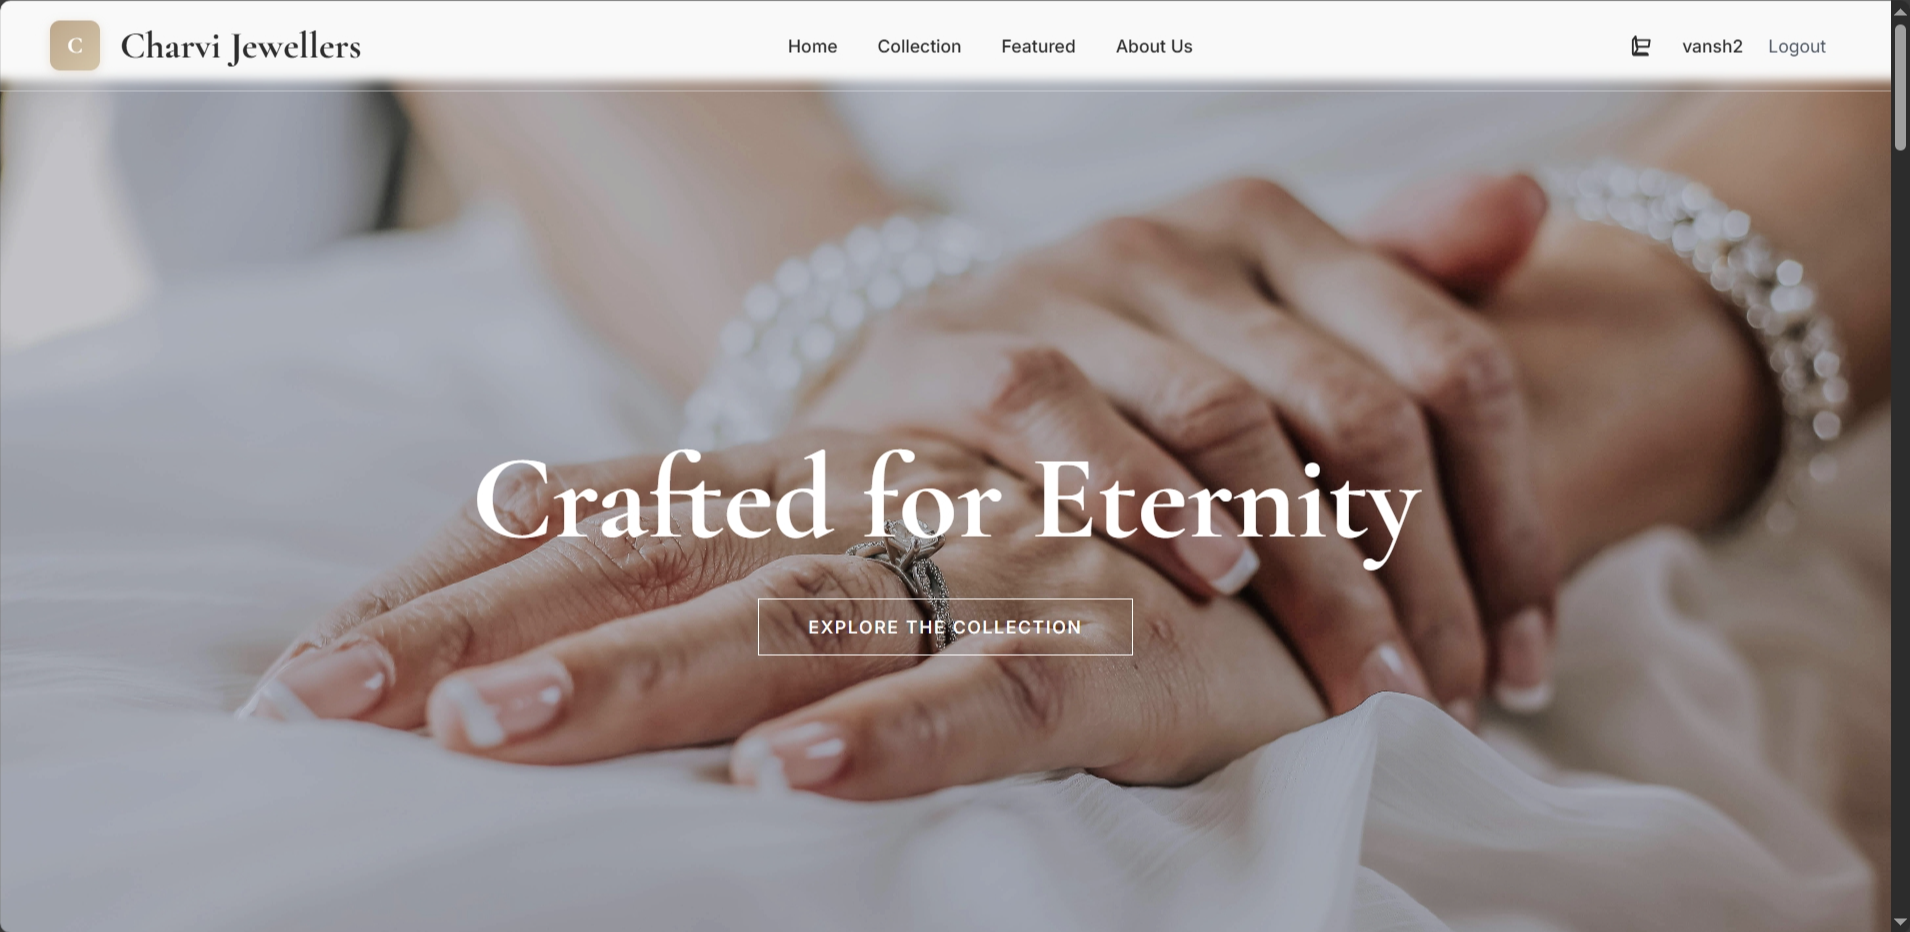 C
Charvi Jewellers
Home
Collection
Featured
About Us
vansh2
Logout
Crafted for Eternity
EXPLORE THE COLLECTION